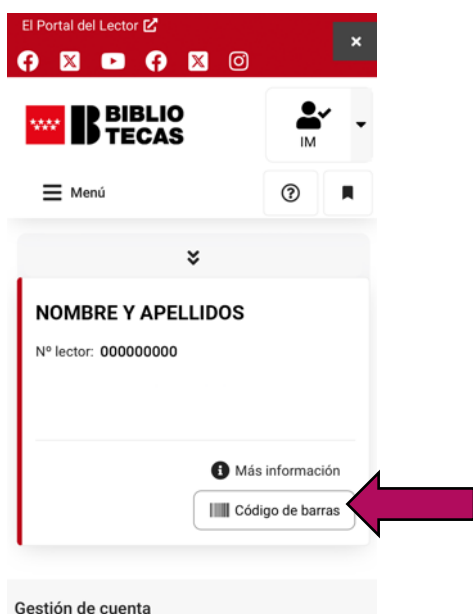 El Portal del Lector
BIBLIO
TECAS
IM
Menú
NOMBRE Y APELLIDOS
Nº lector: 000000000
Más información
Código de barras
Gestión de cuenta